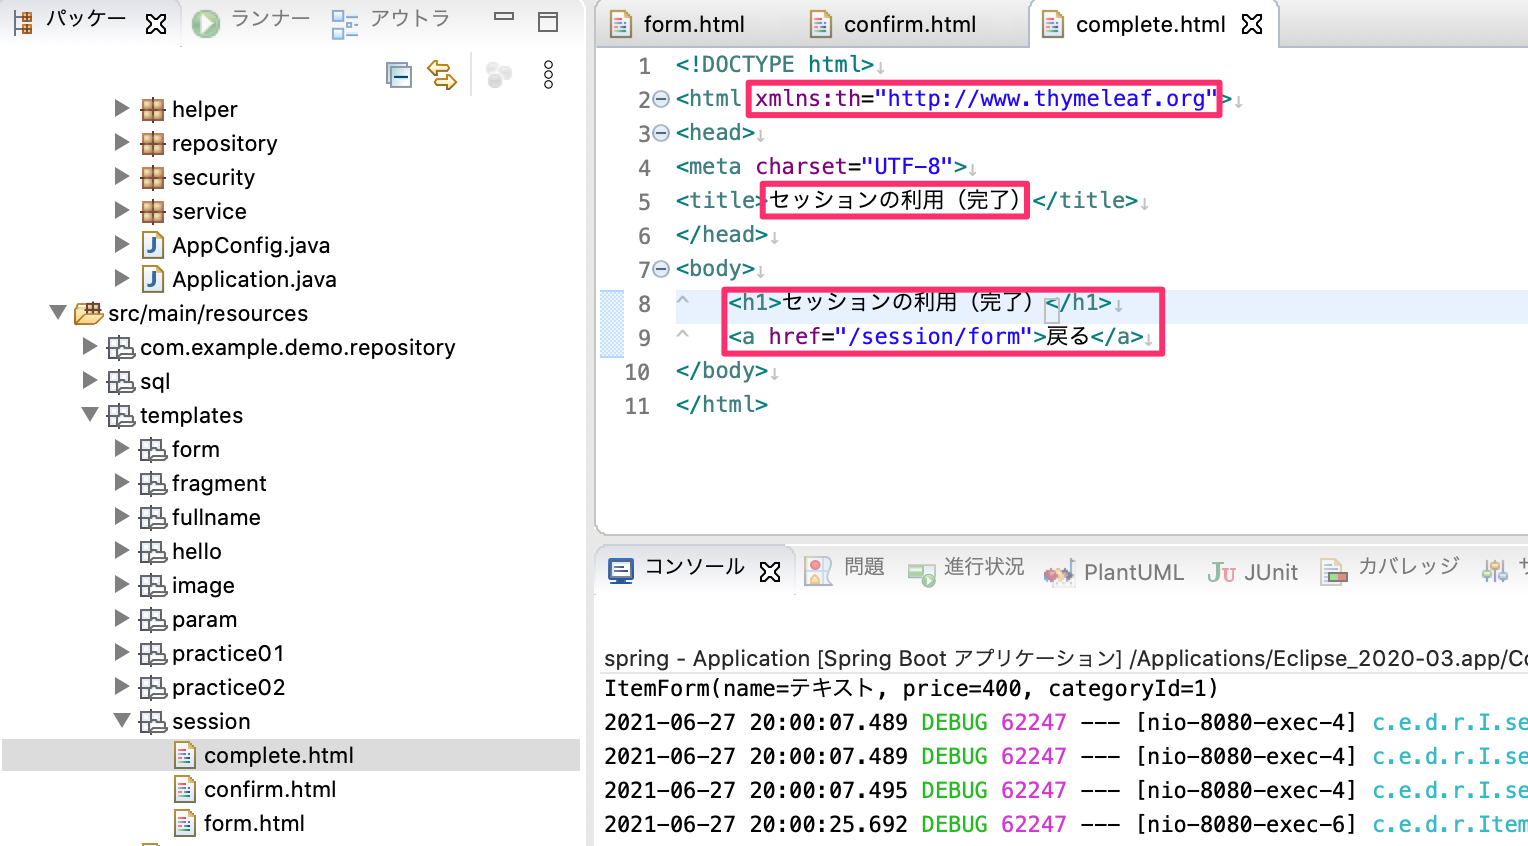 パッケー
ランナー
アウトラ
helper
repository
security
service
AppConfig.java
Application.java
src/main/resources
com.example.demo.repository
sql
templates
form
fragment
fullname
hello
image
param
practice01
practice02
session
complete.html
confirm.html
form.html
form.html confirm.html complete.html
1 <!DOCTYPE html>↓
2 <html xmlns:th="http://www.thymeleaf.org">↓
3 <head>↓
4 <meta charset="UTF-8">↓
5 <title>セッションの利用（完了）</title>↓
6 </head>↓
7 <body>↓
8 ^ <h1>セッションの利用（完了）</h1>↓
9 ^ <a href="/session/form">戻る</a>↓
10 </body>↓
11 </html>
コンソール 問題 進行状況 PlantUML JUnit カバレッジ サ
spring - Application [Spring Boot アプリケーション] /Applications/Eclipse_2020-03.app/Co
ItemForm(name=テキスト, price=400, categoryId=1)
2021-06-27 20:00:07.489 DEBUG 62247 --- [nio-8080-exec-4] c.e.d.r.I.se
2021-06-27 20:00:07.489 DEBUG 62247 --- [nio-8080-exec-4] c.e.d.r.I.se
2021-06-27 20:00:07.495 DEBUG 62247 --- [nio-8080-exec-4] c.e.d.r.I.se
2021-06-27 20:00:25.692 DEBUG 62247 --- [nio-8080-exec-6] c.e.d.r.Item